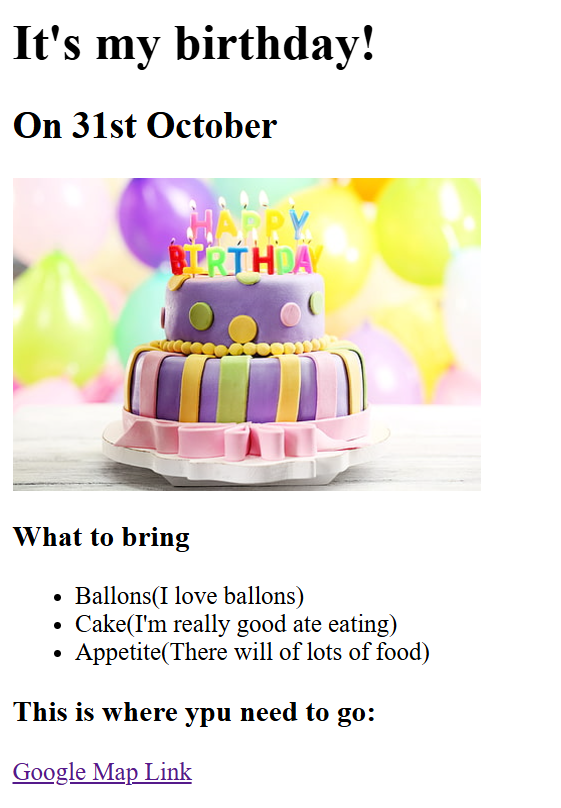 It's my birthday!
On 31st October
HAPPY
BIRTHDAY
What to bring
Ballons(I love ballons)
Cake(I'm really good ate eating)
Appetite(There will of lots of food)
This is where ypu need to go:
Google Map Link